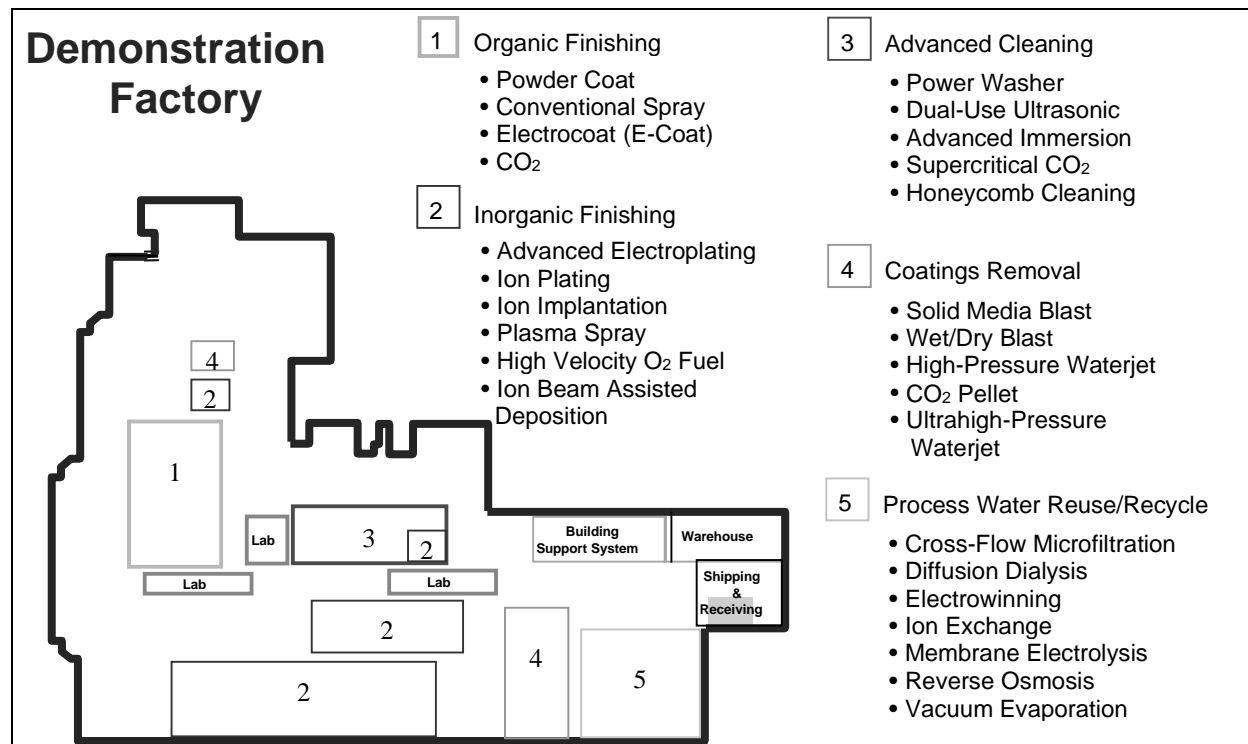 Demonstration
Factory
1 Organic Finishing
• Powder Coat
• Conventional Spray
• Electrocoat (E-Coat)
• CO₂
2 Inorganic Finishing
• Advanced Electroplating
• Ion Plating
• Ion Implantation
• Plasma Spray
• High Velocity O₂ Fuel
• Ion Beam Assisted
Deposition
3 Advanced Cleaning
• Power Washer
• Dual-Use Ultrasonic
• Advanced Immersion
• Supercritical CO₂
• Honeycomb Cleaning
4 Coatings Removal
• Solid Media Blast
• Wet/Dry Blast
• High-Pressure Waterjet
• CO₂ Pellet
• Ultrahigh-Pressure
Waterjet
5 Process Water Reuse/Recycle
• Cross-Flow Microfiltration
• Diffusion Dialysis
• Electrowinning
• Ion Exchange
• Membrane Electrolysis
• Reverse Osmosis
• Vacuum Evaporation
4
2
1
Lab
3
2
Building
Support System
Warehouse
Lab
Lab
Shipping
&
Receiving
2
4
5
2